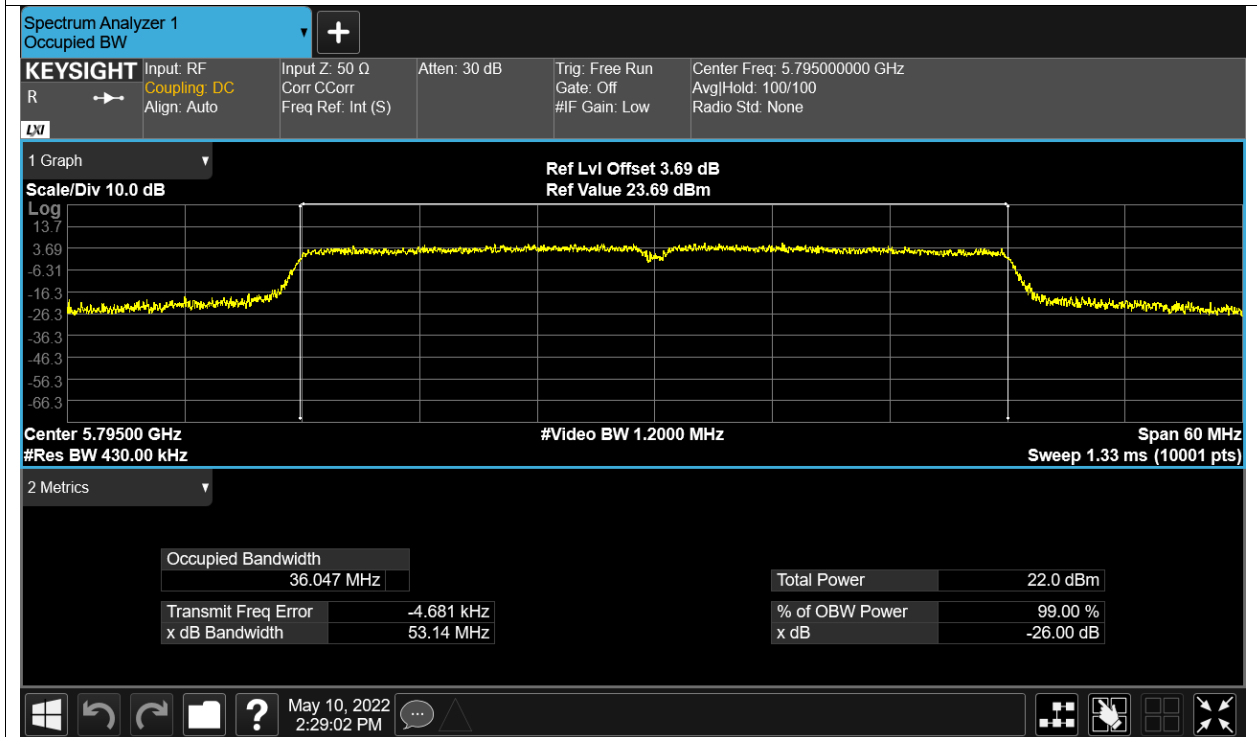 Spectrum Analyzer 1
Occupied BW
+
KEYSIGHT
R
LXI
Input: RF
Coupling: DC
Align: Auto
Input Z: 50 Ω
Corr CCorr
Freq Ref: Int (S)
Atten: 30 dB
Trig: Free Run
Gate: Off
#IF Gain: Low
Center Freq: 5.795000000 GHz
Avg|Hold: 100/100
Radio Std: None
1 Graph
Scale/Div 10.0 dB
Ref Lvl Offset 3.69 dB
Ref Value 23.69 dBm
Log
13.7
3.69
-6.31
-16.3
-26.3
-36.3
-46.3
-56.3
-66.3
Center 5.79500 GHz
#Video BW 1.2000 MHz
Span 60 MHz
#Res BW 430.00 kHz
Sweep 1.33 ms (10001 pts)
2 Metrics
Occupied Bandwidth
36.047 MHz
Total Power 22.0 dBm
Transmit Freq Error -4.681 kHz
% of OBW Power 99.00 %
x dB Bandwidth 53.14 MHz
x dB -26.00 dB
?
May 10, 2022
2:29:02 PM